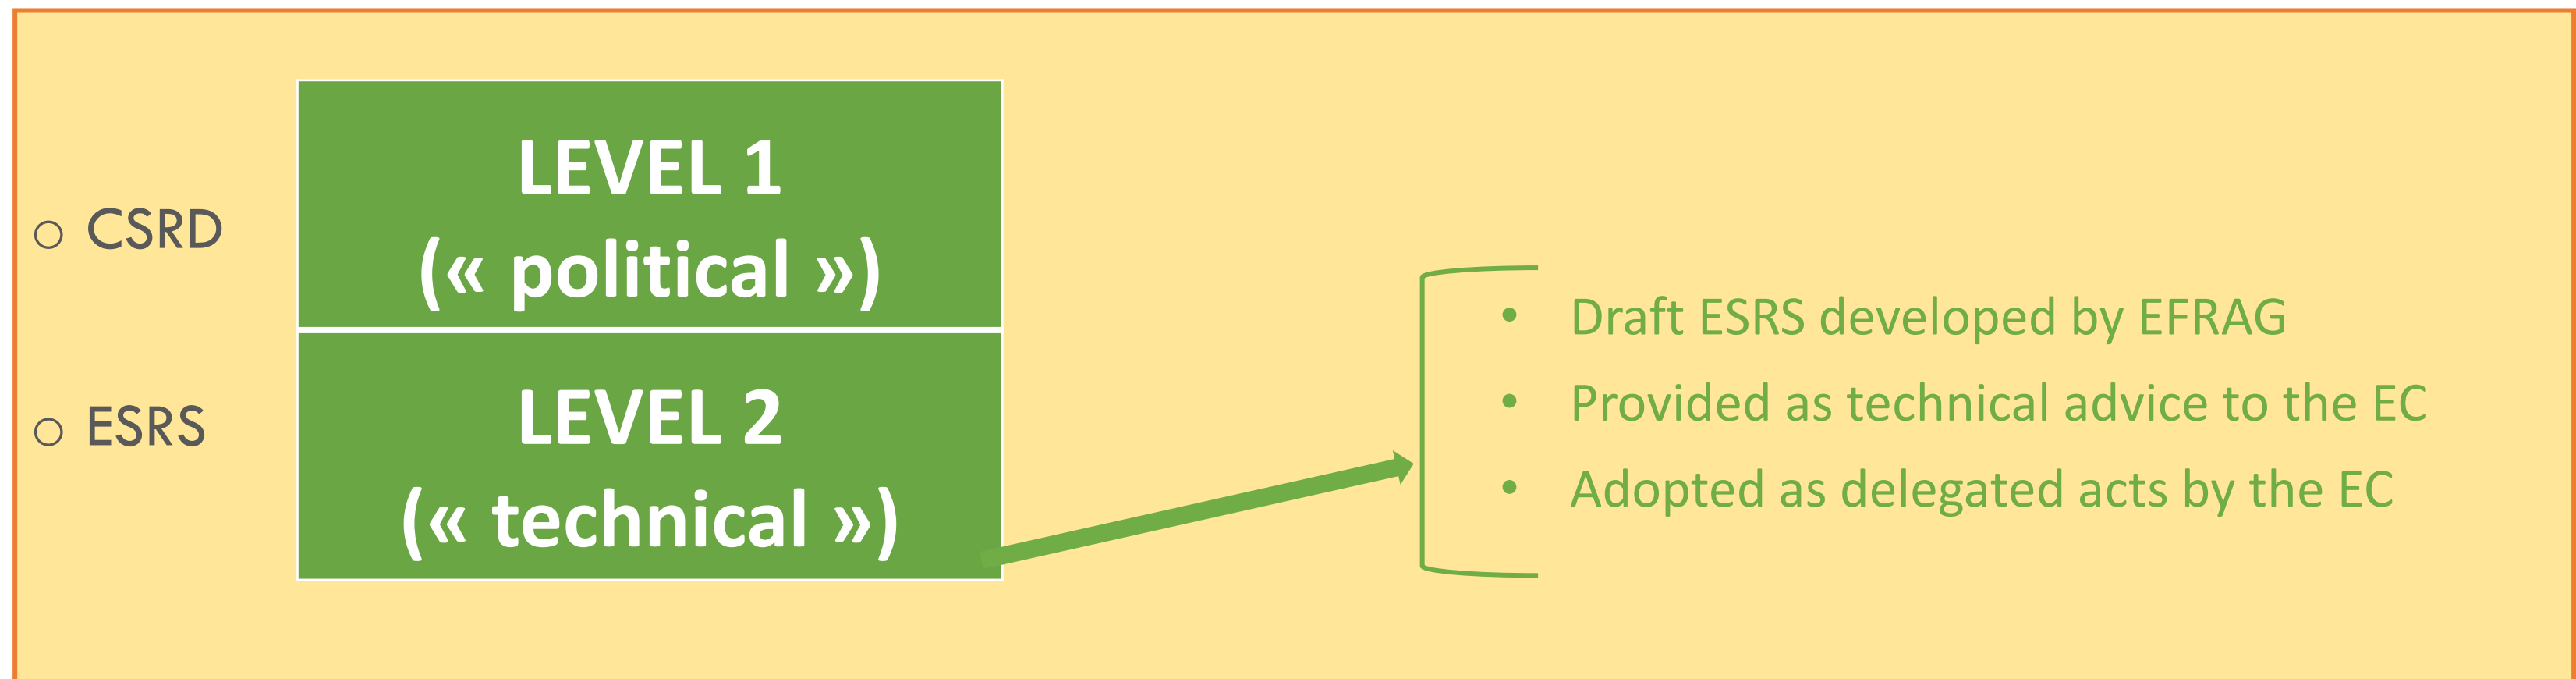 ○ CSRD
LEVEL 1
(« political »)
○ ESRS
LEVEL 2
(« technical »)
• Draft ESRS developed by EFRAG
• Provided as technical advice to the EC
• Adopted as delegated acts by the EC